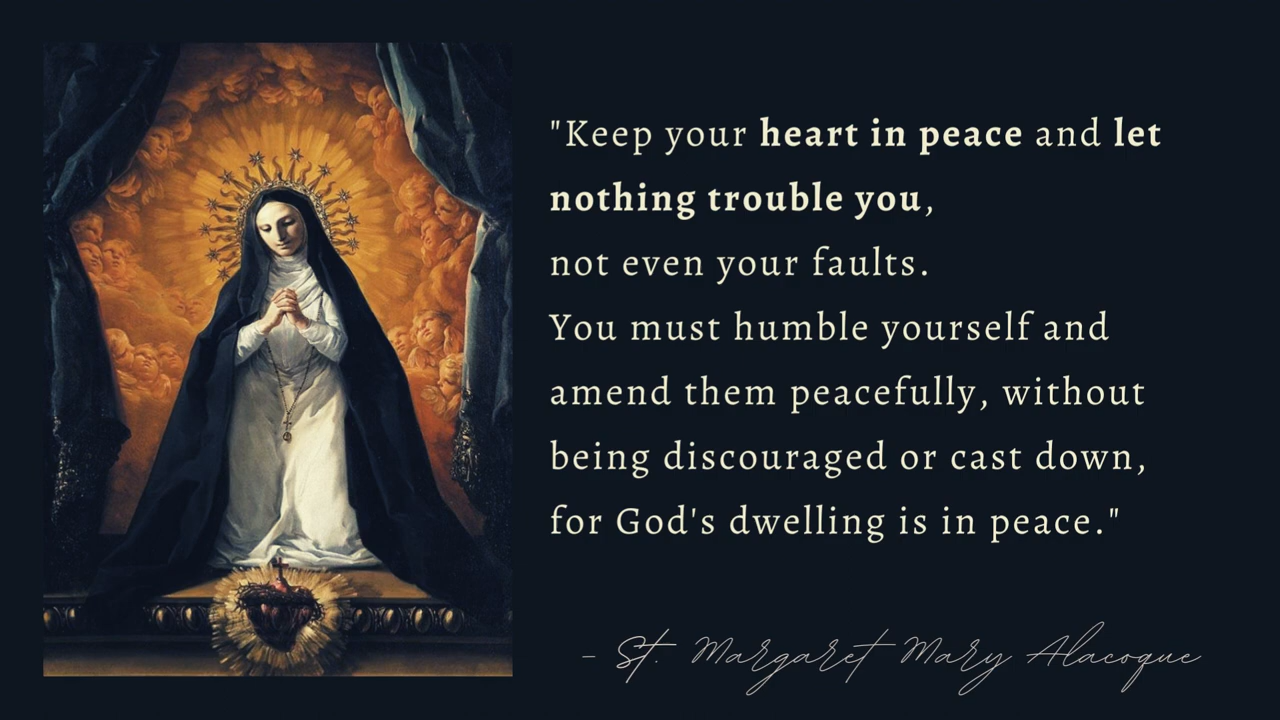 "Keep your heart in peace and let
nothing trouble you,
not even your faults.
You must humble yourself and
amend them peacefully, without
being discouraged or cast down,
for God's dwelling is in peace."
- St. Margaret Mary Alacoque